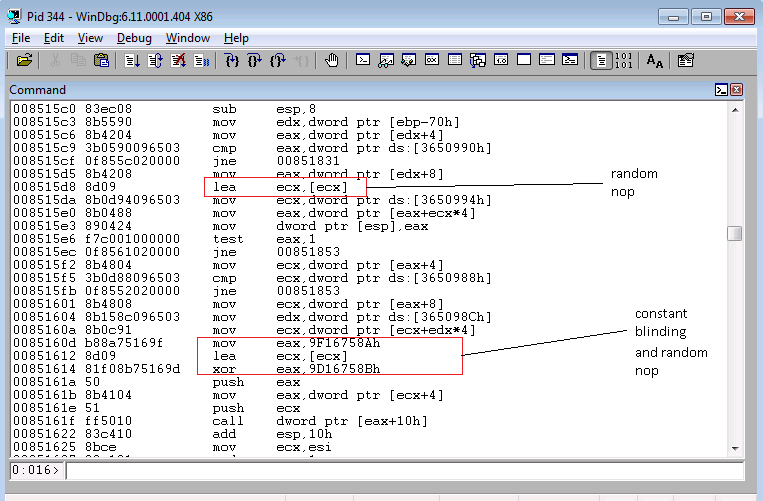 Pid 344 - WinDbg:6.11.0001.404 X86
File Edit View Debug Window Help
Command
008515c0 83ec08 sub esp,8
008515c3 8b5590 mov edx,dword ptr [ebp-70h]
008515c6 8b4204 mov eax,dword ptr [edx+4]
008515c9 3b0590096503 cmp eax,dword ptr ds:[3650990h]
008515cf 0f855c020000 jne 00851831
008515d5 8b4208 mov eax,dword ptr [edx+8]
008515d8 8d09 lea ecx,[ecx]
008515da 8b0d94096503 mov ecx,dword ptr ds:[3650994h]
008515e0 8b0488 mov eax,dword ptr [eax+ecx*4]
008515e3 890424 mov dword ptr [esp],eax
008515e6 f7c001000000 test eax,1
008515ec 0f8561020000 jne 00851853
008515f2 8b4804 mov ecx,dword ptr [eax+4]
008515f5 3b0d88096503 cmp ecx,dword ptr ds:[3650988h]
008515fb 0f8552020000 jne 00851853
00851601 8b4808 mov ecx,dword ptr [eax+8]
00851604 8b158c096503 mov edx,dword ptr ds:[365098Ch]
0085160a 8b0c91 mov ecx,dword ptr [ecx+edx*4]
0085160d b88a75169f mov eax,9F16758Ah
00851612 8d09 lea ecx,[ecx]
00851614 81f08b75169d xor eax,9D16758Bh
0085161a 50 push eax
0085161b 8b4104 mov eax,dword ptr [ecx+4]
0085161e 51 push ecx
0085161f ff5010 call dword ptr [eax+10h]
00851622 83c410 add esp,10h
00851625 8bce mov ecx,esi
0:016>
random
nop
constant
blinding
and random
nop